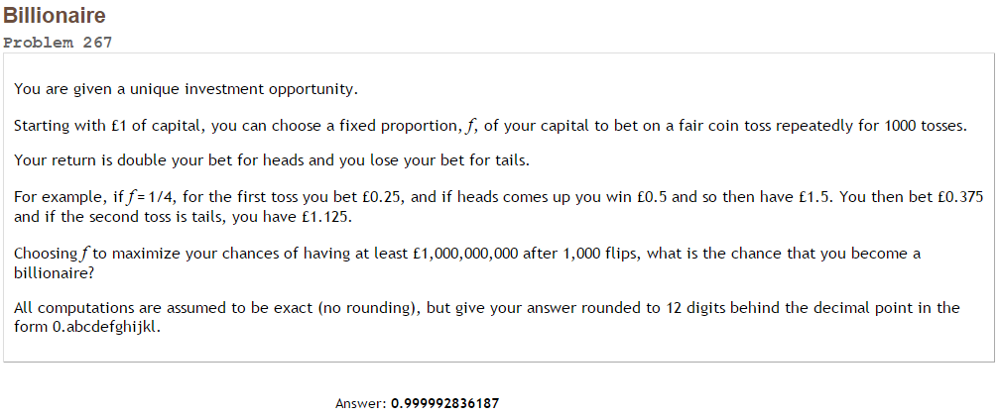 Billionaire
Problem 267
You are given a unique investment opportunity.
Starting with £1 of capital, you can choose a fixed proportion, f, of your capital to bet on a fair coin toss repeatedly for 1000 tosses.
Your return is double your bet for heads and you lose your bet for tails.
For example, if f = 1/4, for the first toss you bet £0.25, and if heads comes up you win £0.5 and so then have £1.5. You then bet £0.375
and if the second toss is tails, you have £1.125.
Choosing f to maximize your chances of having at least £1,000,000,000 after 1,000 flips, what is the chance that you become a
billionaire?
All computations are assumed to be exact (no rounding), but give your answer rounded to 12 digits behind the decimal point in the
form 0.abcdefghijkl.
Answer: 0.999992836187